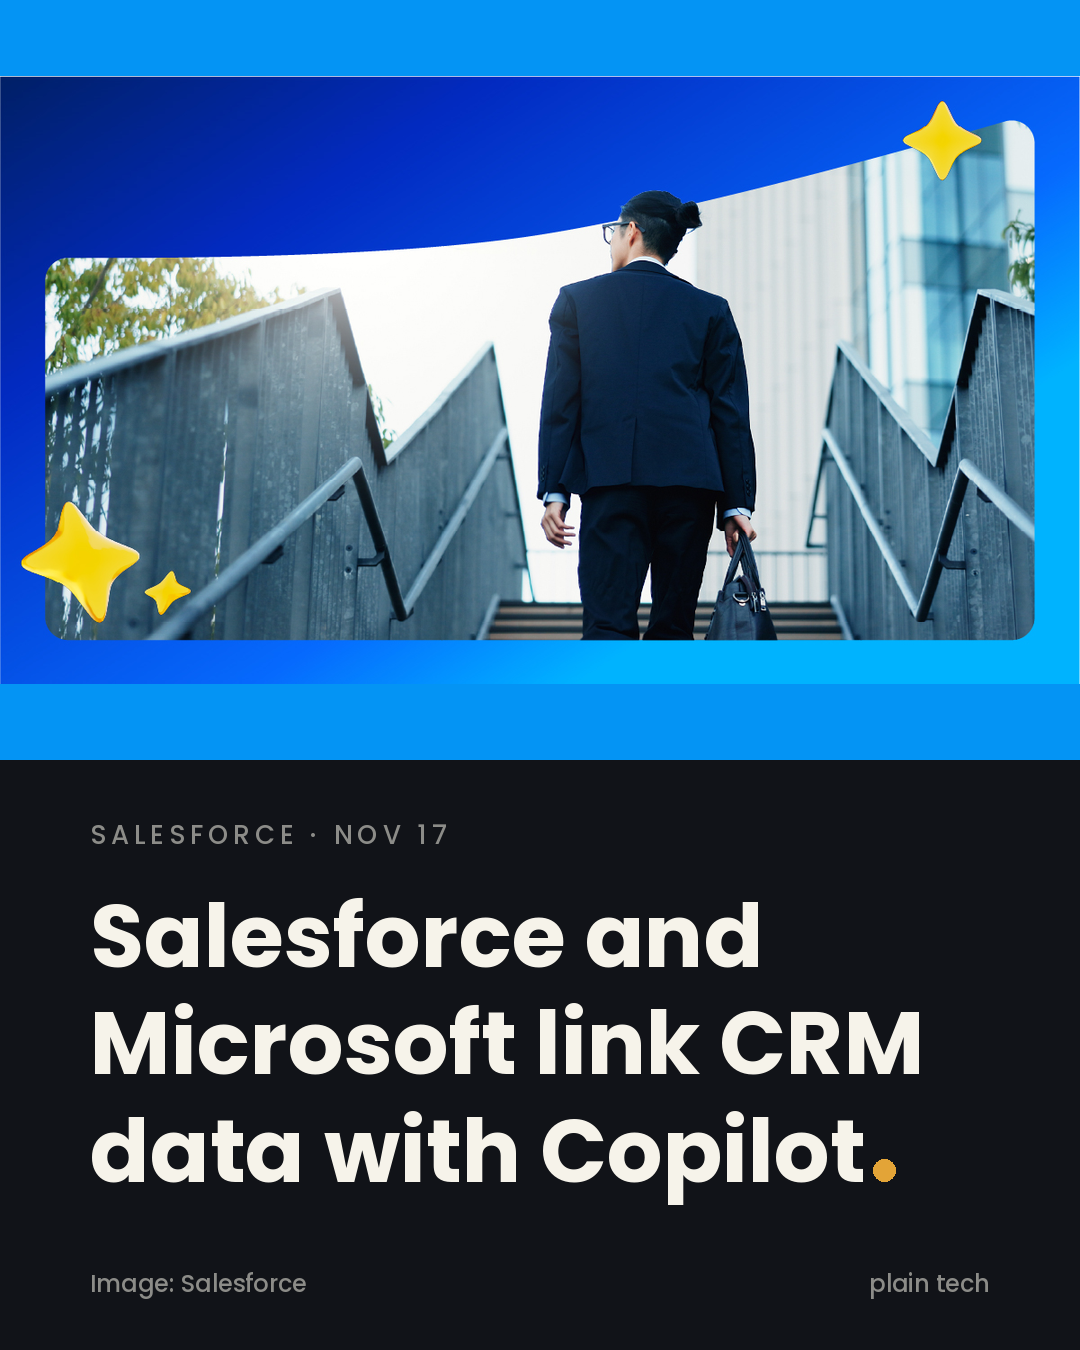 SALESFORCE · NOV 17
Salesforce and
Microsoft link CRM
data with Copilot.
Image: Salesforce
plain tech